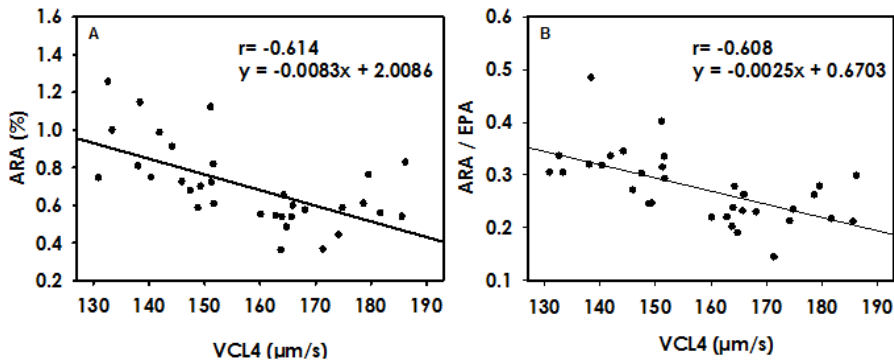 A
r= -0.614
y = -0.0083x + 2.0086
ARA (%)
1.6
1.4
1.2
1.0
0.8
0.6
0.4
0.2
130 140 150 160 170 180 190
VCL4 (µm/s)
B
r= -0.608
y = -0.0025x + 0.6703
ARA / EPA
0.6
0.5
0.4
0.3
0.2
0.1
130 140 150 160 170 180 190
VCL4 (µm/s)